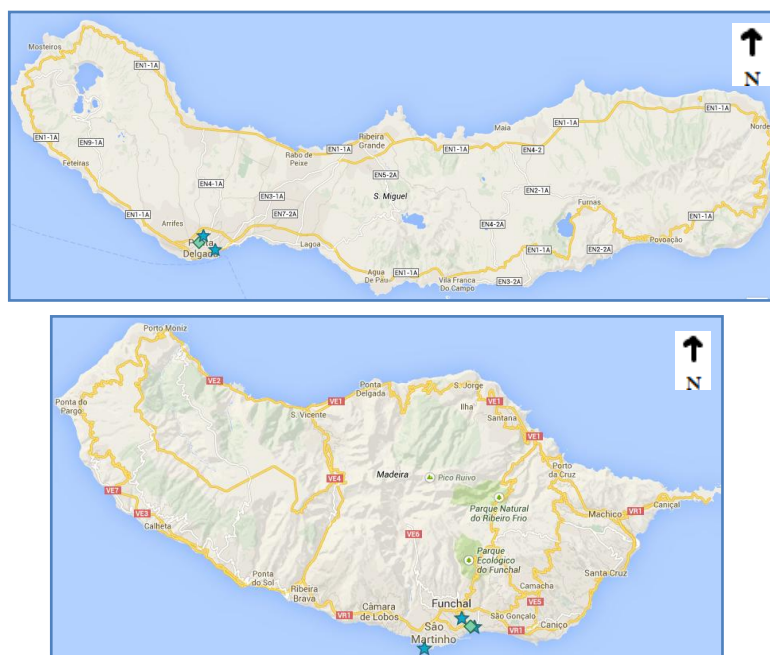 N
Mosteiros
EN1-1A
EN1-1A
Norde
EN1-1A
EN9-1A
Feteiras
Rabo de
Peixe
EN1-1A
Ribeira
Grande
EN1-1A
Maia
EN4-2
EN1-1A
EN5-2A
EN4-1A
EN3-1A
S. Miguel
EN2-1A
Furnas
EN7-2A
EN1-1A
Arrifes
EN4-2A
EN1-1A
Delgada
Lagoa
EN1-1A
EN2-2A
Povoação
Agua
De Pau
EN1-1A
Vila Franca
Do Campo
EN3-2A
N
Porto Moniz
VE2
Ponta do
Pargo
S. Vicente
VE1
Ponta
Delgada
S. Jorge
Ilha
VE1
Santana
VE1
Madeira
Pico Ruivo
Porto
da Cruz
VE4
VE7
VE3
Calheta
Parque Natural
do Ribeiro Frio
Machico
VR1
Caniçal
VE6
Parque
Ecológico
do Funchal
Ponta
do Sol
Ribeira
Brava
Santa Cruz
Camacha
VE5
Câmara
de Lobos
VR1
Funchal
São
Martinho
São Gonçalo
VR1
Caniço